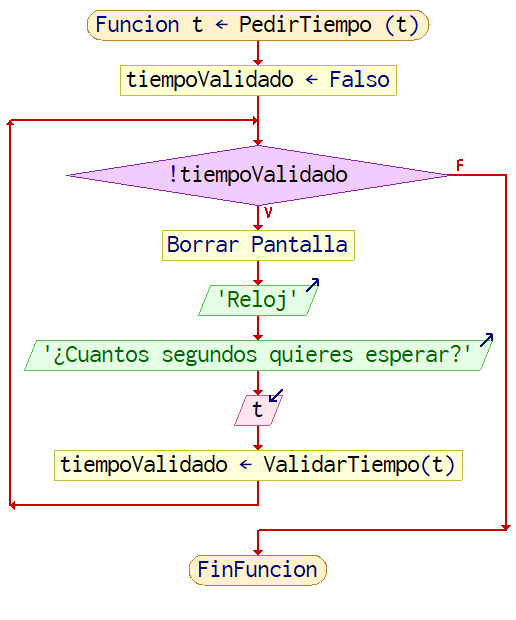 Funcion t ← PedirTiempo (t)
tiempoValidado ← Falso
!tiempoValidado
F
V
Borrar Pantalla
'Reloj'
'¿Cuantos segundos quieres esperar?'
t
tiempoValidado ← ValidarTiempo(t)
FinFuncion